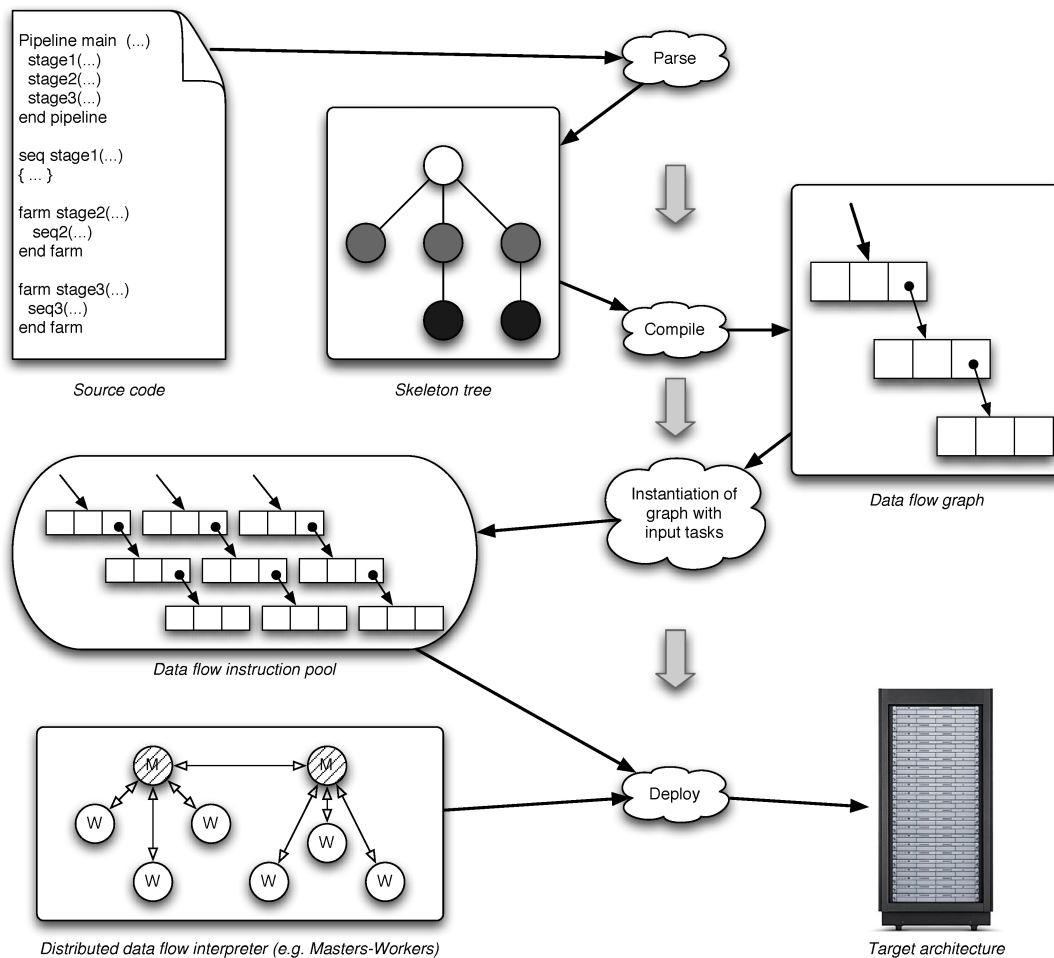 Pipeline main (...)
stage1(...)
stage2(...)
stage3(...)
end pipeline
seq stage1(...)
{ ... }
farm stage2(...)
seq2(...)
end farm
farm stage3(...)
seq3(...)
end farm
Source code
Parse
Skeleton tree
Compile
Data flow graph
Instantiation of
graph with
input tasks
Data flow instruction pool
M
M
W
W
W
W
W
W
Distributed data flow interpreter (e.g. Masters-Workers)
Deploy
Target architecture